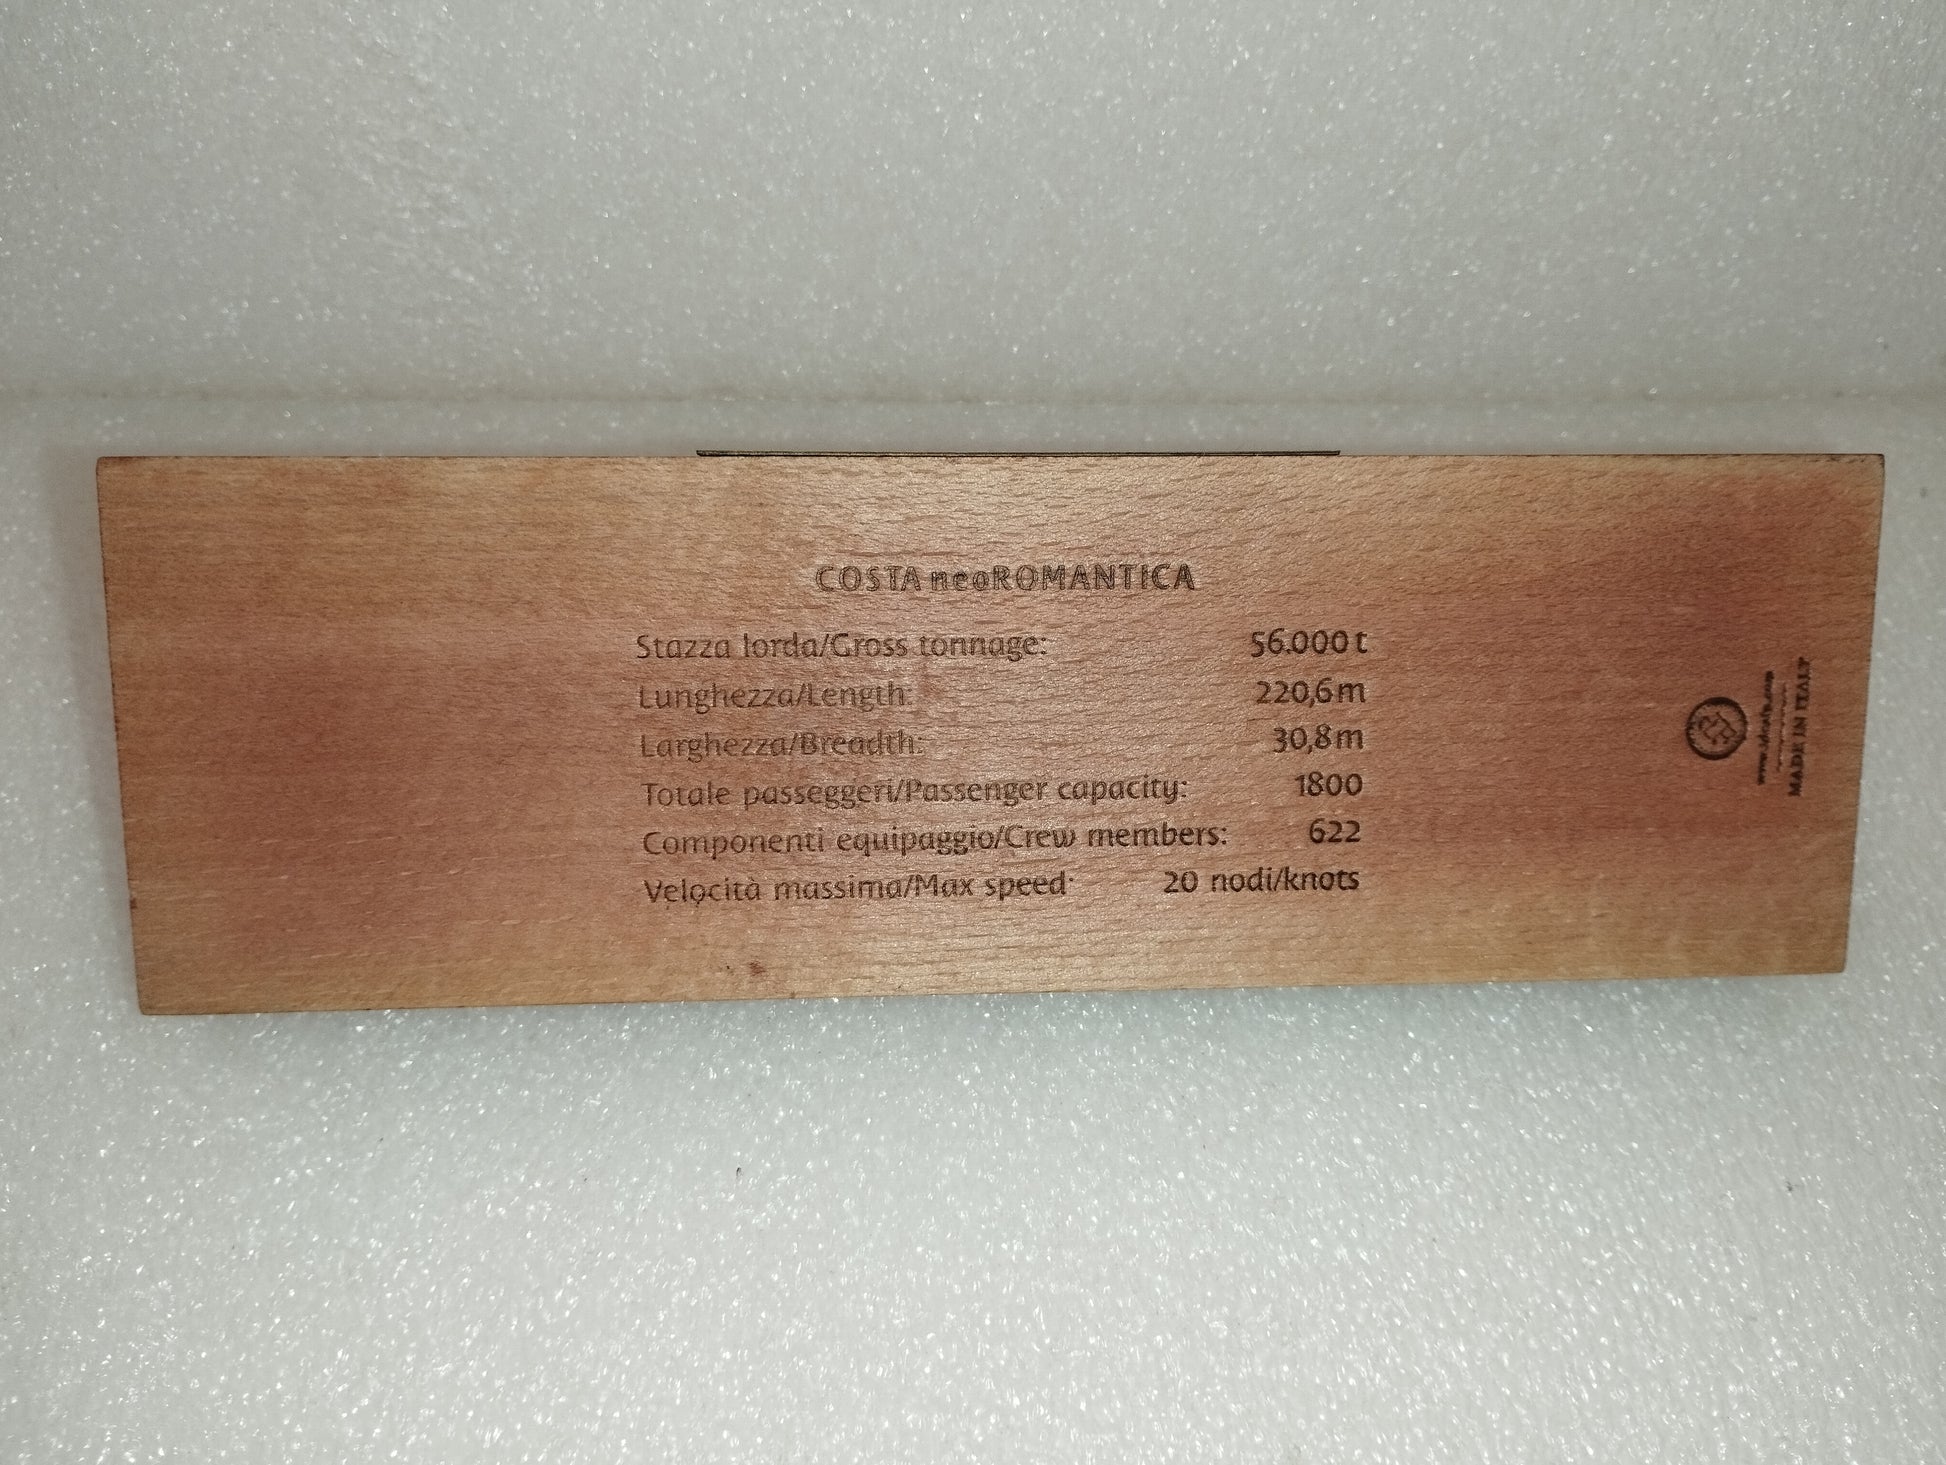 COSTA neoROMANTICA
Stazza lorda/Gross tonnage: 56.000 t
Lunghezza/Length: 220,6 m
Larghezza/Breadth: 30,8 m
Totale passeggeri/Passenger capacity: 1800
Componenti equipaggio/Crew members: 622
Velocità massima/Max speed: 20 nodi/knots
MADE IN ITALY